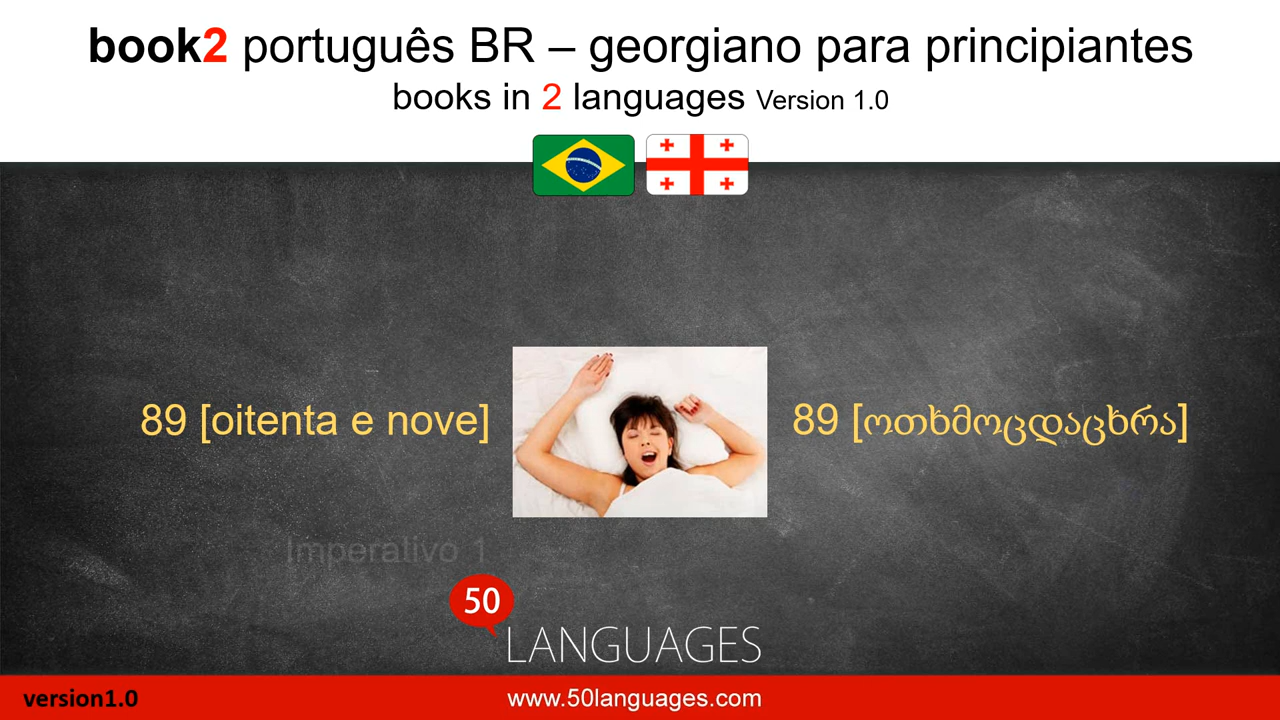 book2 português BR – georgiano para principiantes
books in 2 languages Version 1.0
89 [oitenta e nove]
89 [ოთხმოცდაცხრა]
Imperativo 1
50
LANGUAGES
version1.0
www.50languages.com